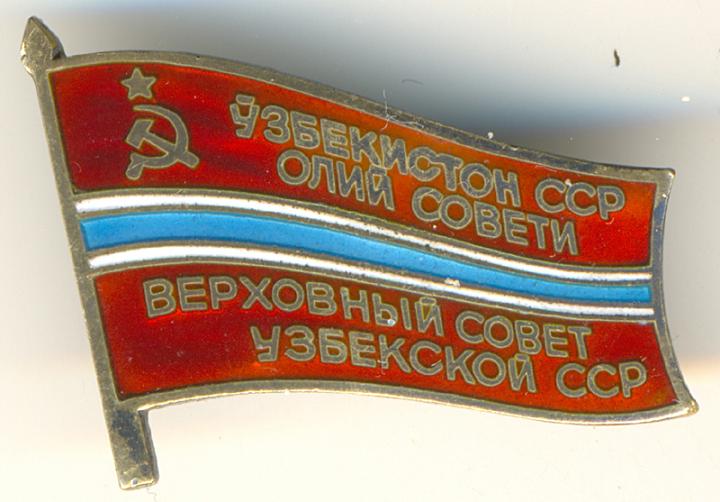 ЎЗБЕКИСТОН ССР
ОЛИЙ СОВЕТИ
ВЕРХОВНЫЙ СОВЕТ
УЗБЕКСКОЙ ССР